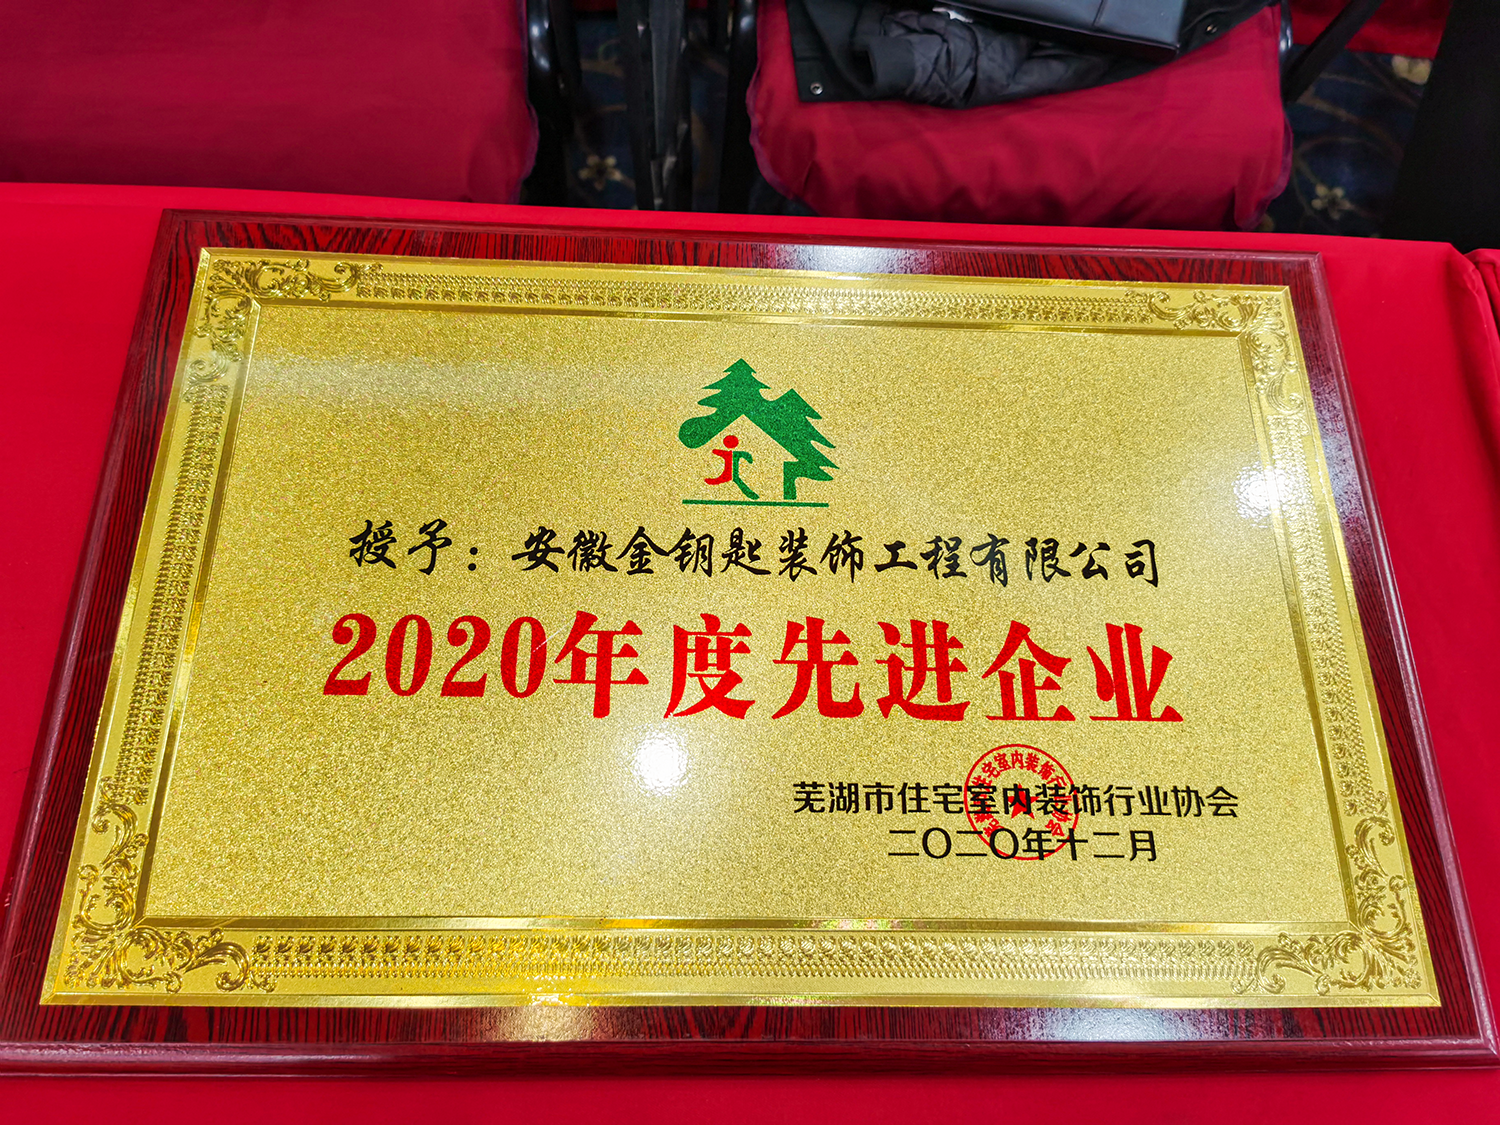 授予：安徽金钥匙装饰工程有限公司
2020年度先进企业
芜湖市住宅室内装饰行业协会
二〇二〇年十二月